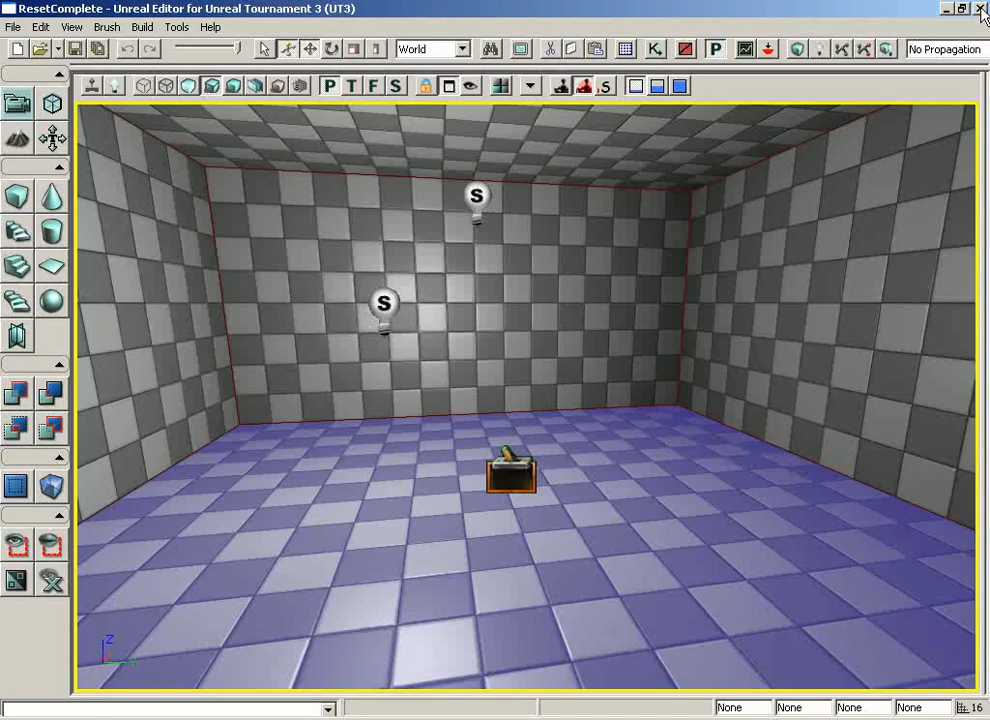 ResetComplete - Unreal Editor for Unreal Tournament 3 (UT3)
File Edit View Brush Build Tools Help
World
P
No Propagation
P T F S
S
S
S
Z
None None None None 16